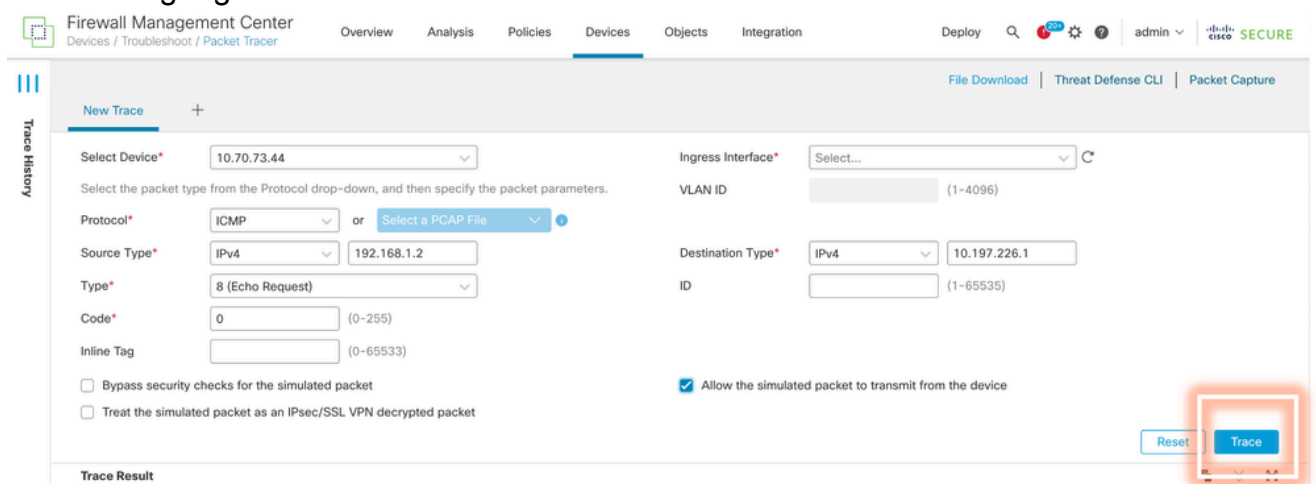 Firewall Management Center
Devices / Troubleshoot / Packet Tracer
Overview Analysis Policies Devices Objects Integration Deploy 20+ admin cisco SECURE
File Download | Threat Defense CLI | Packet Capture
Trace History
New Trace +
Select Device* 10.70.73.44 Ingress Interface* Select...
Select the packet type from the Protocol drop-down, and then specify the packet parameters. VLAN ID (1-4096)
Protocol* ICMP or Select a PCAP File
Source Type* IPv4 192.168.1.2 Destination Type* IPv4 10.197.226.1
Type* 8 (Echo Request) ID (1-65535)
Code* 0 (0-255)
Inline Tag (0-65533)
Bypass security checks for the simulated packet Allow the simulated packet to transmit from the device
Treat the simulated packet as an IPsec/SSL VPN decrypted packet
Reset Trace
Trace Result